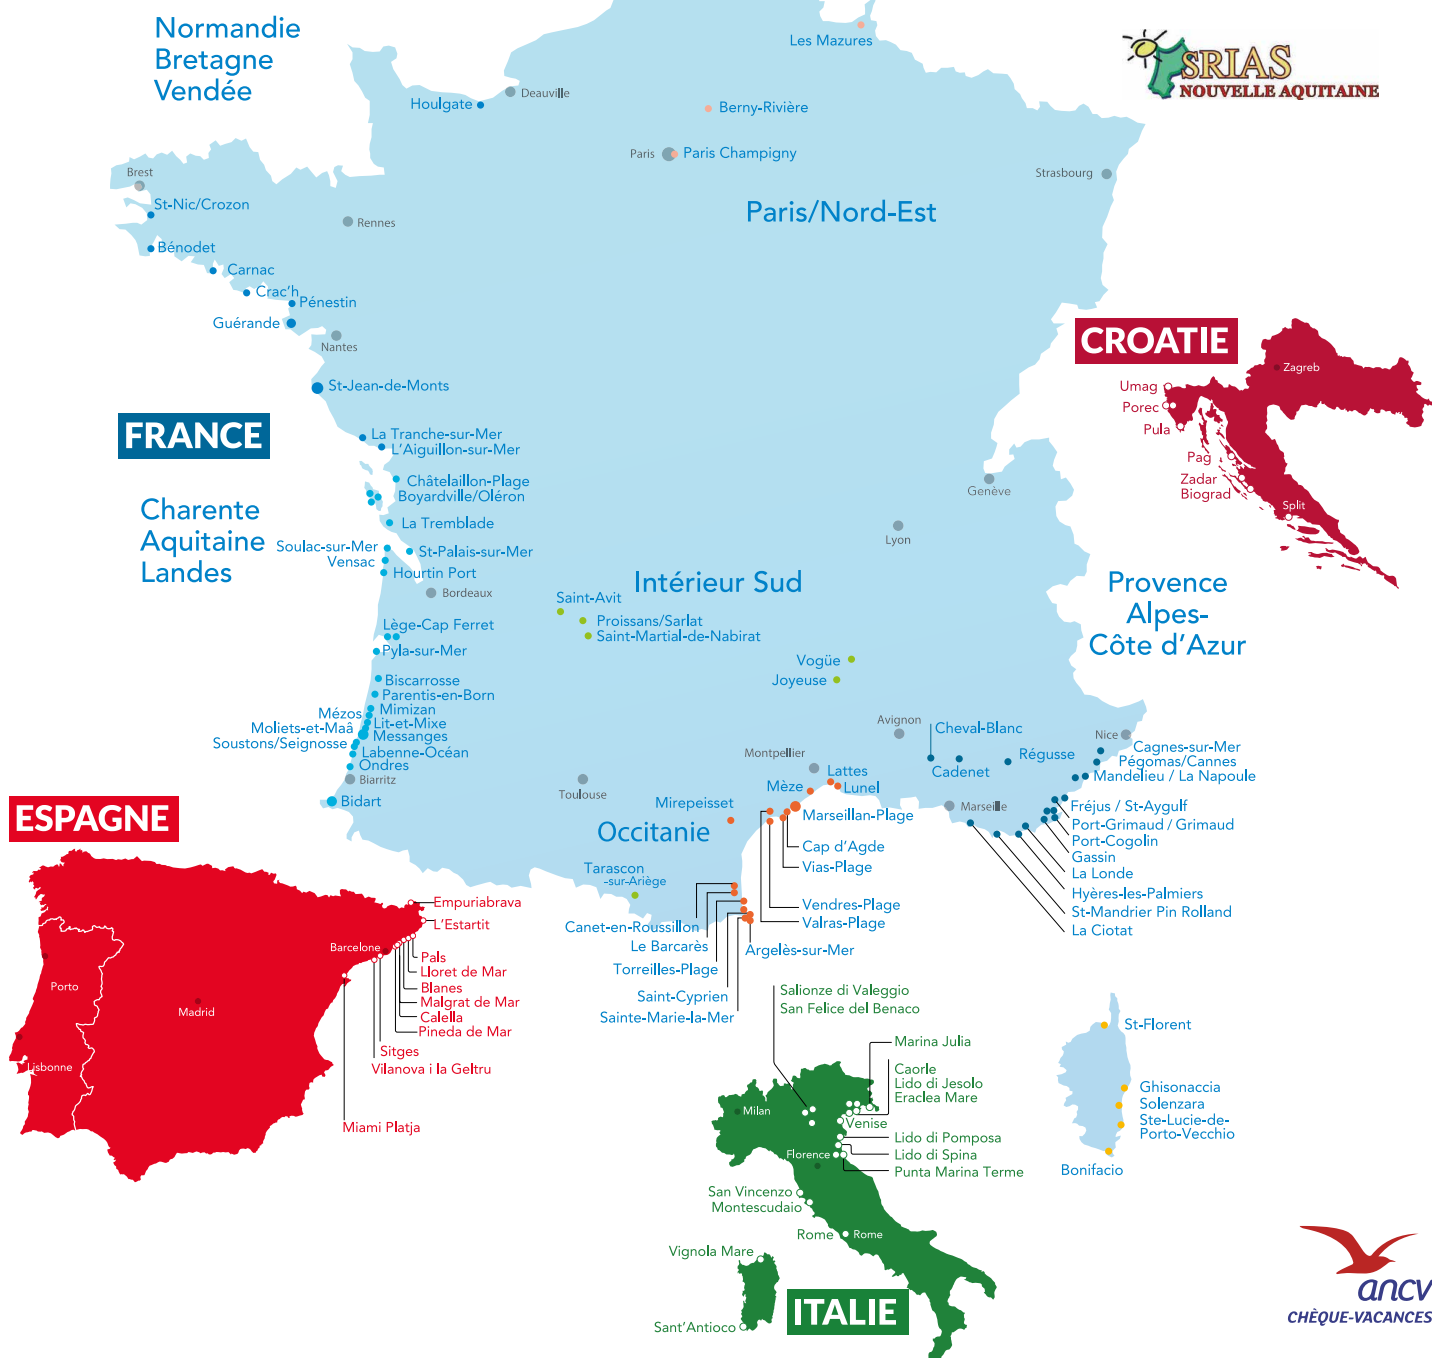 Normandie
Bretagne
Vendée
Les Mazures
SRIAS
NOUVELLE AQUITAINE
Houlgate
Deauville
Berny-Rivière
Paris
Paris Champigny
Strasbourg
Brest
St-Nic/Crozon
Rennes
Paris/Nord-Est
Bénodet
Carnac
Crac'h
Pénestin
Guérande
Nantes
St-Jean-de-Monts
CROATIE
Zagreb
Umag
Porec
Pula
Pag
Zadar
Biograd
Split
FRANCE
La Tranche-sur-Mer
L'Aiguillon-sur-Mer
Châtelaillon-Plage
Boyardville/Oléron
La Tremblade
Charente
Aquitaine
Landes
Soulac-sur-Mer
St-Palais-sur-Mer
Vensac
Hourtin Port
Bordeaux
Genève
Lyon
Intérieur Sud
Saint-Avit
Proissans/Sarlat
Saint-Martial-de-Nabirat
Provence
Alpes-
Côte d'Azur
Lège-Cap Ferret
Pyla-sur-Mer
Vogüe
Joyeuse
Biscarrosse
Parentis-en-Born
Mimizan
Mézos
Lit-et-Mixe
Moliets-et-Maâ
Messanges
Soustons/Seignosse
Labenne-Océan
Ondres
Biarritz
Bidart
Avignon
Cheval-Blanc
Nice
Cagnes-sur-Mer
Régusse
Pégomas/Cannes
Cadenet
Mandelieu / La Napoule
Montpellier
Lattes
Lunel
Mèze
Toulouse
Mirepeisset
Marseille
Marseillan-Plage
Occitanie
Fréjus / St-Aygulf
Port-Grimaud / Grimaud
Port-Cogolin
Gassin
La Londe
Hyères-les-Palmiers
St-Mandrier Pin Rolland
La Ciotat
Cap d'Agde
Vias-Plage
Vendres-Plage
Valras-Plage
Tarascon
-sur-Ariège
Canet-en-Roussillon
Le Barcarès
Argelès-sur-Mer
Torreilles-Plage
Saint-Cyprien
Sainte-Marie-la-Mer
ESPAGNE
Empuriabrava
L'Estartit
Barcelone
Pals
Lloret de Mar
Blanes
Malgrat de Mar
Calella
Pineda de Mar
Sitges
Vilanova i la Geltru
Miami Platja
Porto
Madrid
Lisbonne
Salionze di Valeggio
San Felice del Benaco
Marina Julia
Caorle
Lido di Jesolo
Eraclea Mare
Milan
Venise
Lido di Pomposa
Florence
Lido di Spina
Punta Marina Terme
San Vincenzo
Montescudaio
Rome
Rome
Vignola Mare
Sant'Antioco
ITALIE
St-Florent
Ghisonaccia
Solenzara
Ste-Lucie-de-
Porto-Vecchio
Bonifacio
ancv
CHÈQUE-VACANCES